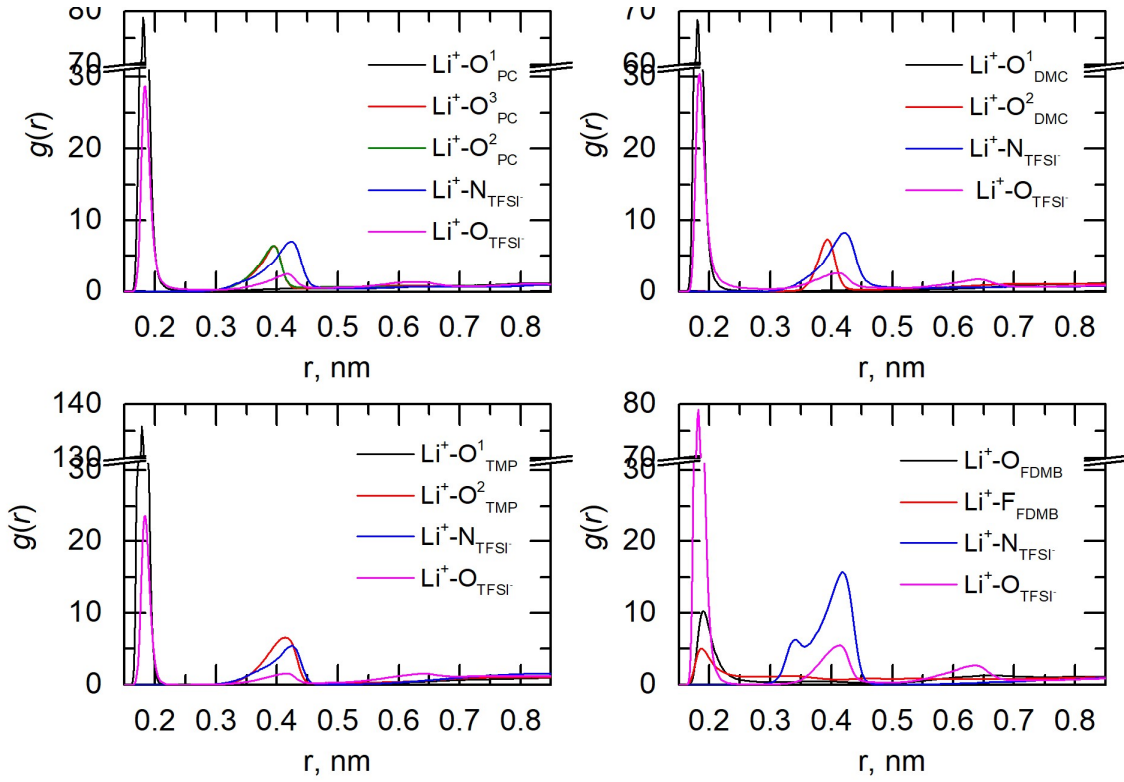 80
70
30
20
10
0
g(r)
Li⁺-O¹PC
Li⁺-O³PC
Li⁺-O²PC
Li⁺-NTFSI⁻
Li⁺-OTFSI⁻
0.2 0.3 0.4 0.5 0.6 0.7 0.8
r, nm
70
60
30
20
10
0
g(r)
Li⁺-O¹DMC
Li⁺-O²DMC
Li⁺-NTFSI⁻
Li⁺-OTFSI⁻
0.2 0.3 0.4 0.5 0.6 0.7 0.8
r, nm
140
130
30
20
10
0
g(r)
Li⁺-O¹TMP
Li⁺-O²TMP
Li⁺-NTFSI⁻
Li⁺-OTFSI⁻
0.2 0.3 0.4 0.5 0.6 0.7 0.8
r, nm
80
70
30
20
10
0
g(r)
Li⁺-OFDMB
Li⁺-FFDMB
Li⁺-NTFSI⁻
Li⁺-OTFSI⁻
0.2 0.3 0.4 0.5 0.6 0.7 0.8
r, nm